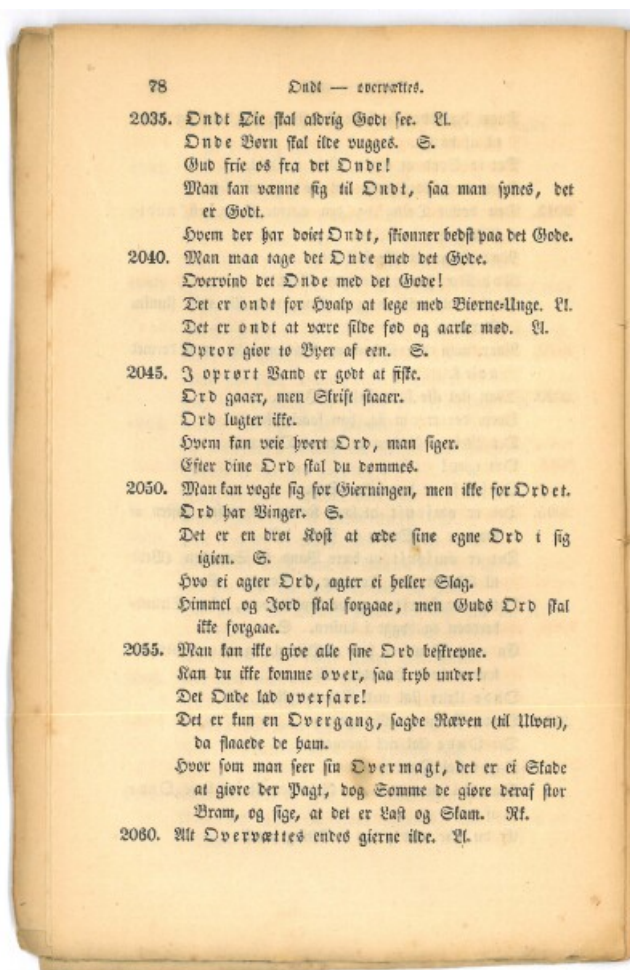 78 Ondt — overvættes.
2035. Ondt Øie skal aldrig Godt see. Ll.
Onde Børn skal ilde vugges. S.
Gud frie os fra det Onde!
Man kan vænne sig til Ondt, saa man synes, det
er Godt.
Hvem der har døiet Ondt, skiønner bedst paa det Gode.
2040. Man maa tage det Onde med det Gode.
Overvind det Onde med det Gode!
Det er ondt for Hvalp at lege med Biørne-Unge. Ll.
Det er ondt at være silde fød og aarle mød. Ll.
Oprør giør to Byer af een. S.
2045. I oprørt Vand er godt at fiske.
Ord gaaer, men Skrift staaer.
Ord lugter ikke.
Hvem kan veie hvert Ord, man siger.
Efter dine Ord skal du dømmes.
2050. Man kan vogte sig for Gierningen, men ikke for Ordet.
Ord har Vinger. S.
Det er en drøi Kost at æde sine egne Ord i sig
igien. S.
Hvo ei agter Ord, agter ei heller Slag.
Himmel og Jord skal forgaae, men Guds Ord skal
ikke forgaae.
2055. Man kan ikke give alle sine Ord beskrevne.
Kan du ikke komme over, saa kryb under!
Det Onde lad overfare!
Det er kun en Overgang, sagde Ræven (til Ulven),
da flaaede de ham.
Hvor som man seer sin Overmagt, det er ei Skade
at giøre der Pagt, dog Somme de giøre deraf stor
Bram, og sige, at det er Last og Skam. Rk.
2060. Alt Overvættes endes gierne ilde. Ll.